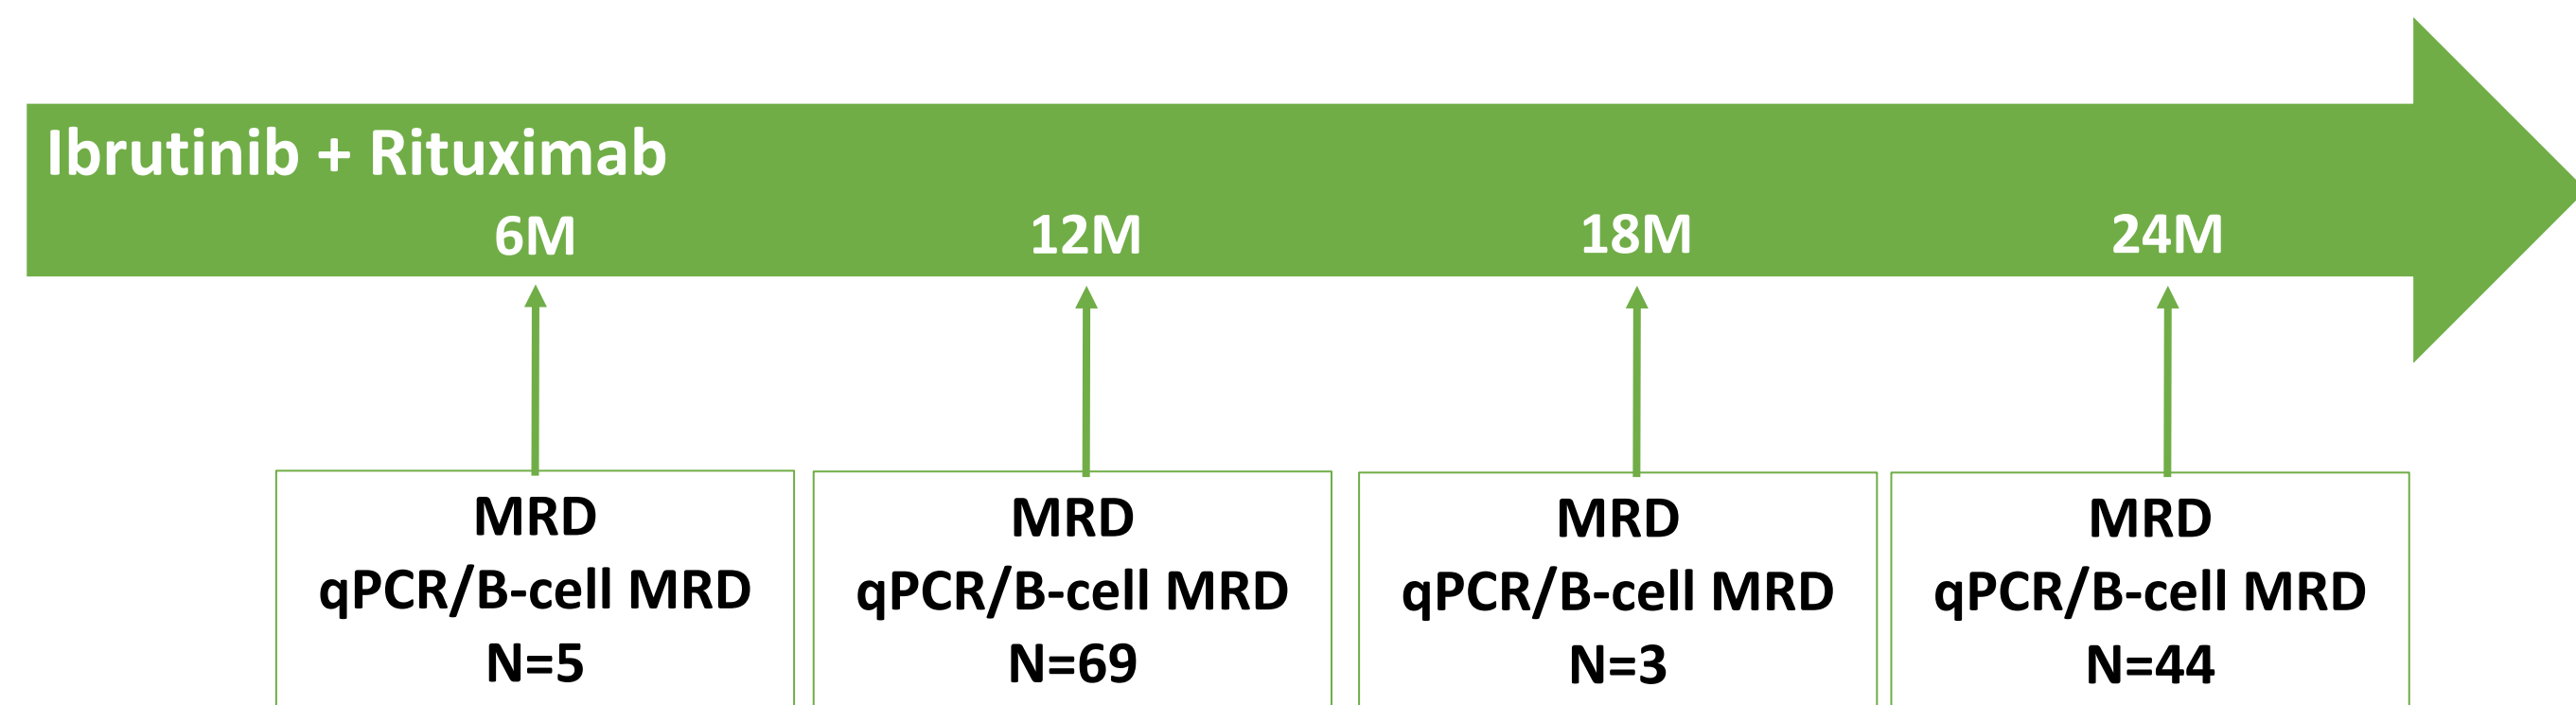 Ibrutinib + Rituximab
6M
12M
18M
24M
MRD
qPCR/B-cell MRD
N=5
MRD
qPCR/B-cell MRD
N=69
MRD
qPCR/B-cell MRD
N=3
MRD
qPCR/B-cell MRD
N=44